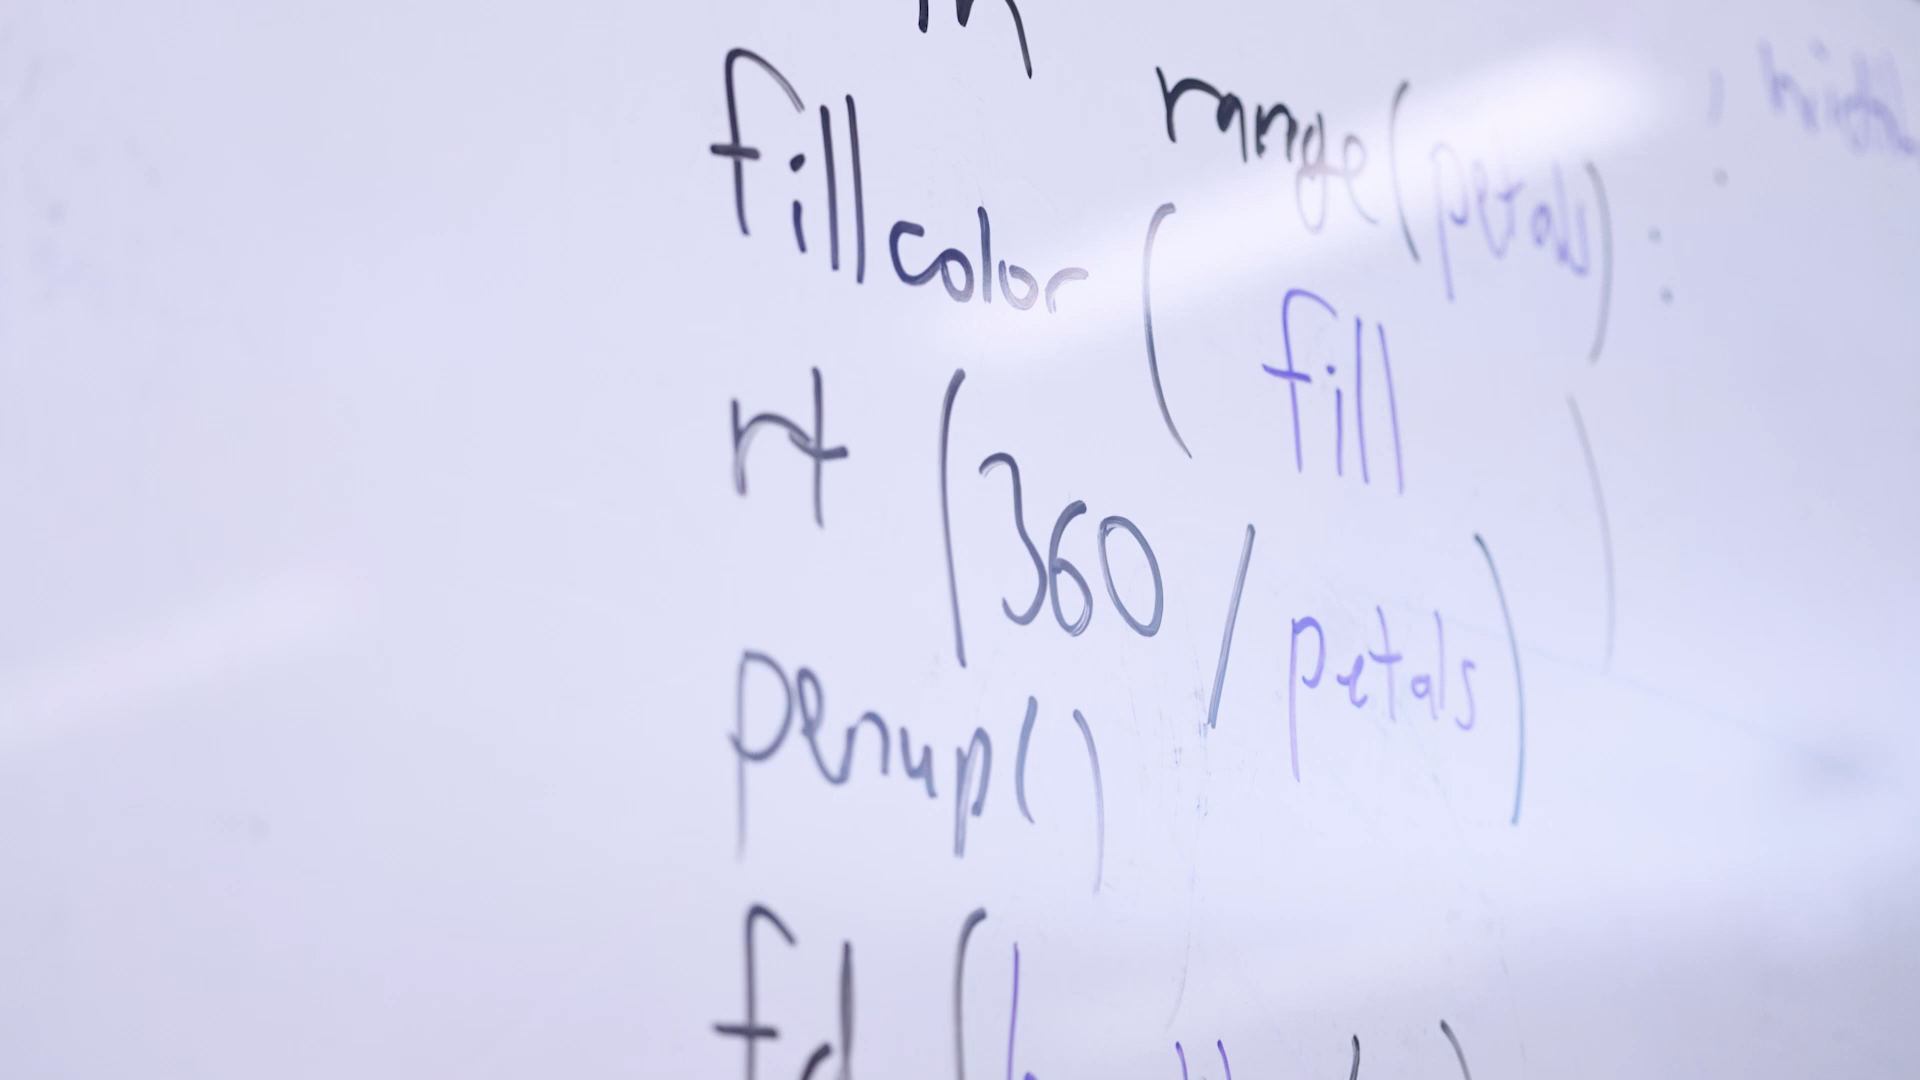 in range(petals):
fillcolor( fill )
rt (360 / petals)
penup()
fd (